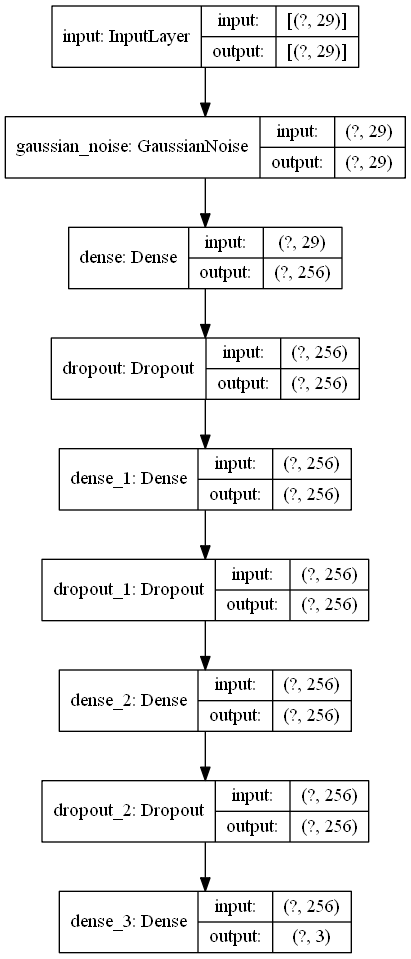 input: InputLayer
input: [(?, 29)]
output: [(?, 29)]
gaussian_noise: GaussianNoise
input: (?, 29)
output: (?, 29)
dense: Dense
input: (?, 29)
output: (?, 256)
dropout: Dropout
input: (?, 256)
output: (?, 256)
dense_1: Dense
input: (?, 256)
output: (?, 256)
dropout_1: Dropout
input: (?, 256)
output: (?, 256)
dense_2: Dense
input: (?, 256)
output: (?, 256)
dropout_2: Dropout
input: (?, 256)
output: (?, 256)
dense_3: Dense
input: (?, 256)
output: (?, 3)